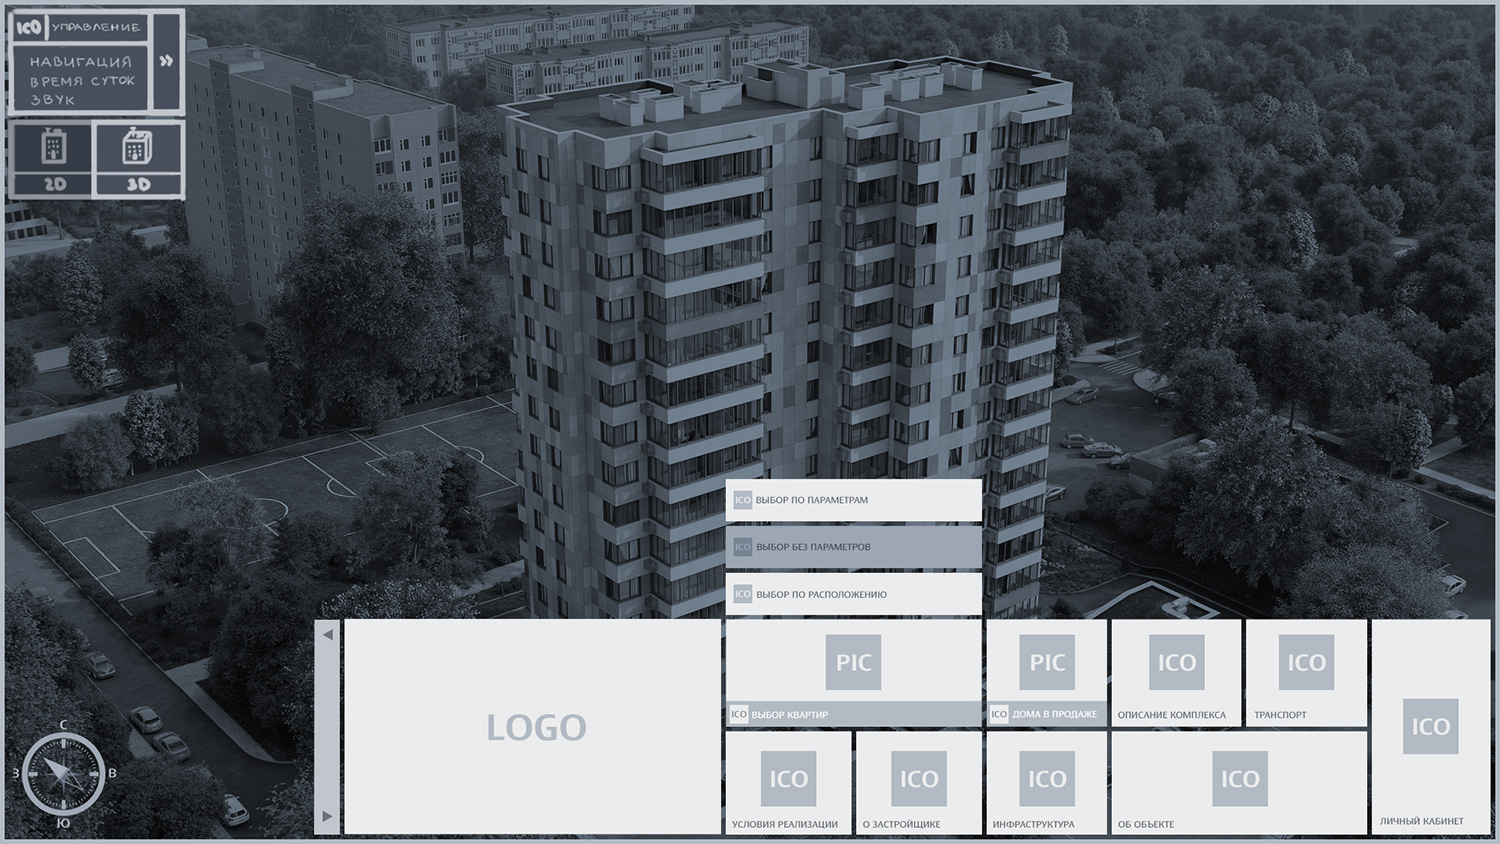 ICO УПРАВЛЕНИЕ
НАВИГАЦИЯ
ВРЕМЯ СУТОК
ЗВУК
»
2D
3D
ICO ВЫБОР ПО ПАРАМЕТРАМ
ICO ВЫБОР БЕЗ ПАРАМЕТРОВ
ICO ВЫБОР ПО РАСПОЛОЖЕНИЮ
LOGO
PIC
ICO ВЫБОР КВАРТИР
PIC
ICO ДОМА В ПРОДАЖЕ
ICO
ОПИСАНИЕ КОМПЛЕКСА
ICO
ТРАНСПОРТ
ICO
УСЛОВИЯ РЕАЛИЗАЦИИ
ICO
О ЗАСТРОЙЩИКЕ
ICO
ИНФРАСТРУКТУРА
ICO
ОБ ОБЪЕКТЕ
ICO
ЛИЧНЫЙ КАБИНЕТ
С
З
В
Ю